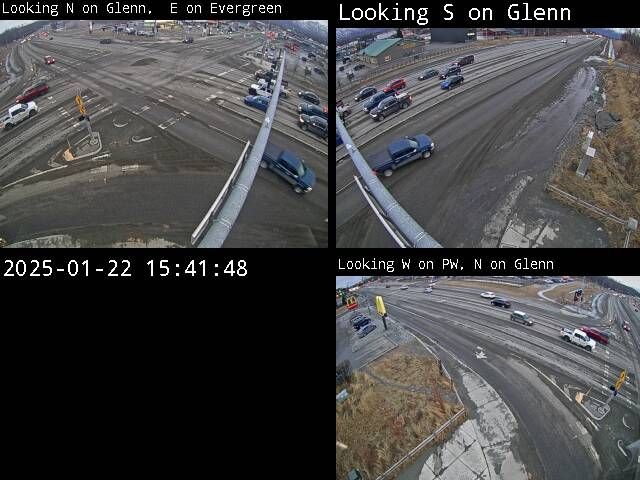 Looking N on Glenn,  E on Evergreen
Looking S on Glenn
2025-01-22 15:41:48
Looking W on PW, N on Glenn